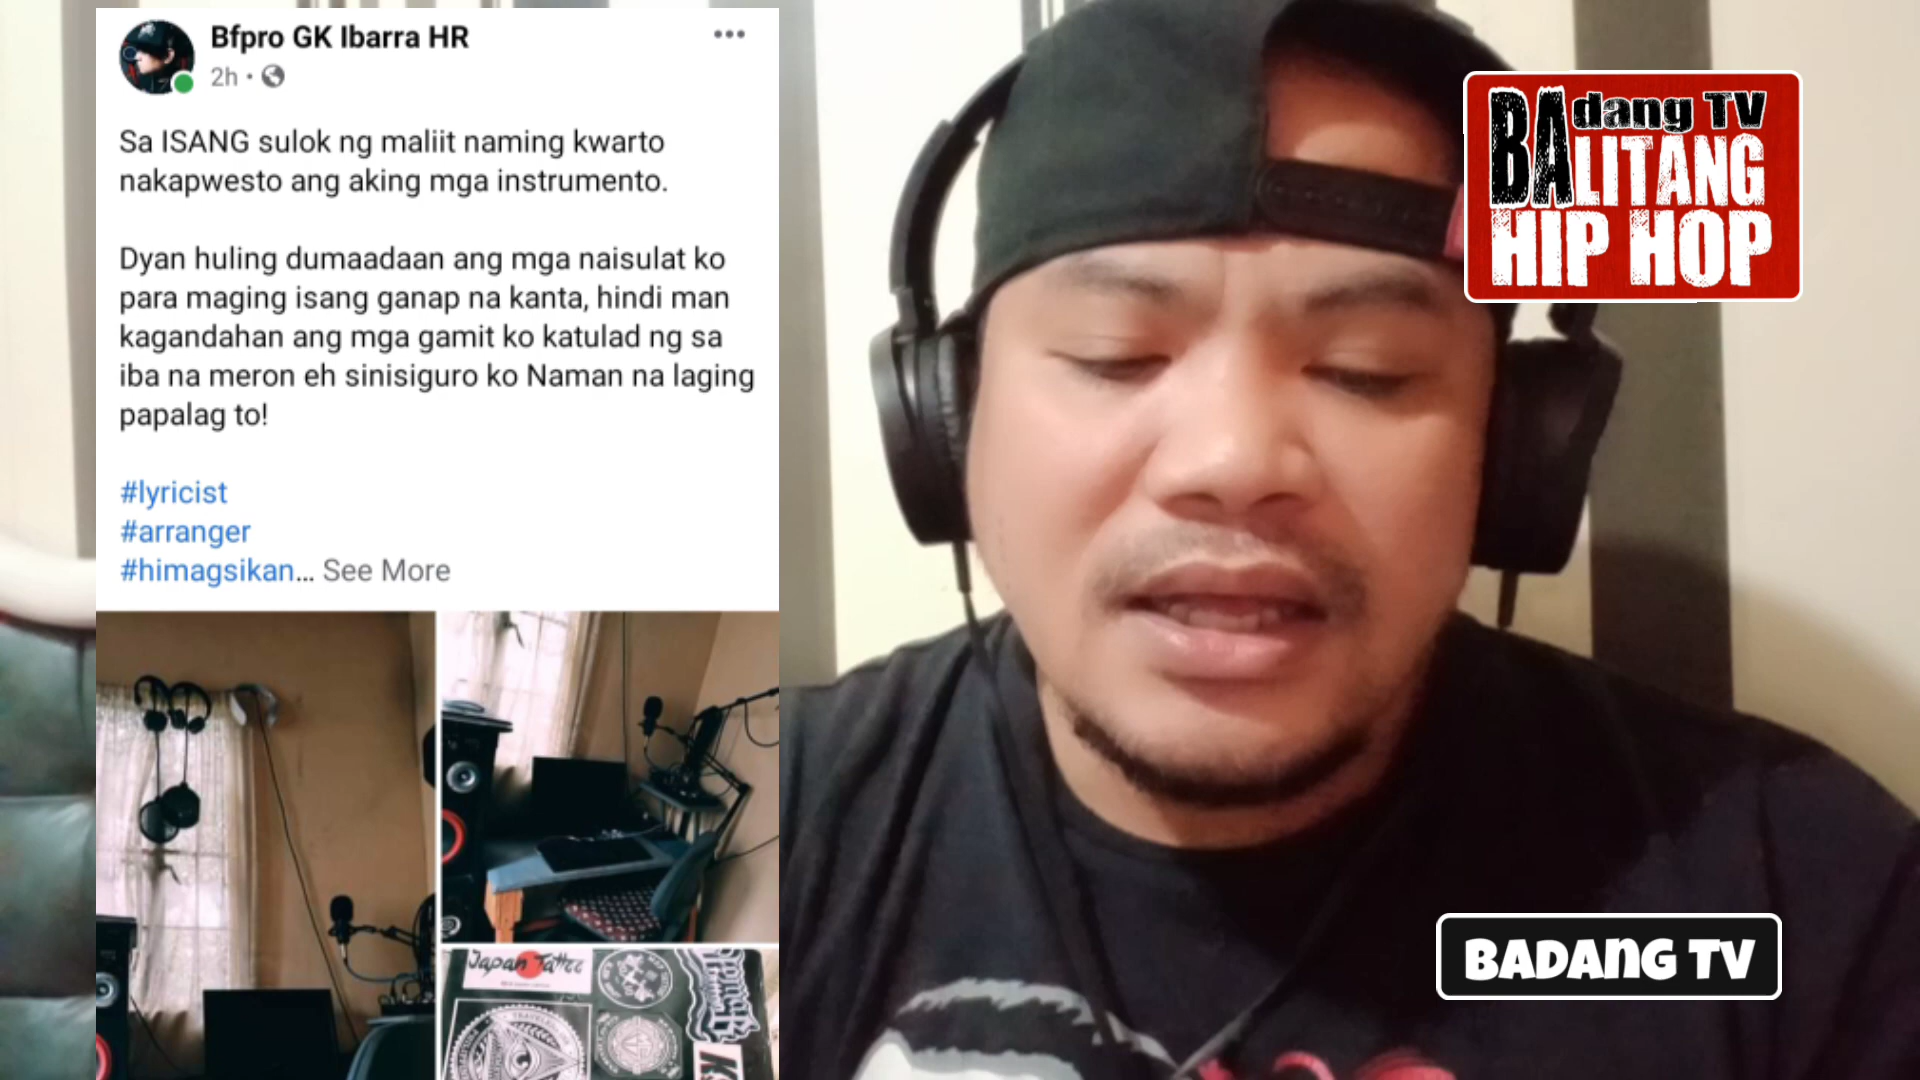 Bfpro GK Ibarra HR
2h
Sa ISANG sulok ng maliit naming kwarto
nakapwesto ang aking mga instrumento.
Dyan huling dumaadaan ang mga naisulat ko
para maging isang ganap na kanta, hindi man
kagandahan ang mga gamit ko katulad ng sa
iba na meron eh sinisiguro ko Naman na laging
papalag to!
#lyricist
#arranger
#himagsikan... See More
Japan Tattoo
BAdang TV
BALITANG
HIP HOP
BADANG TV